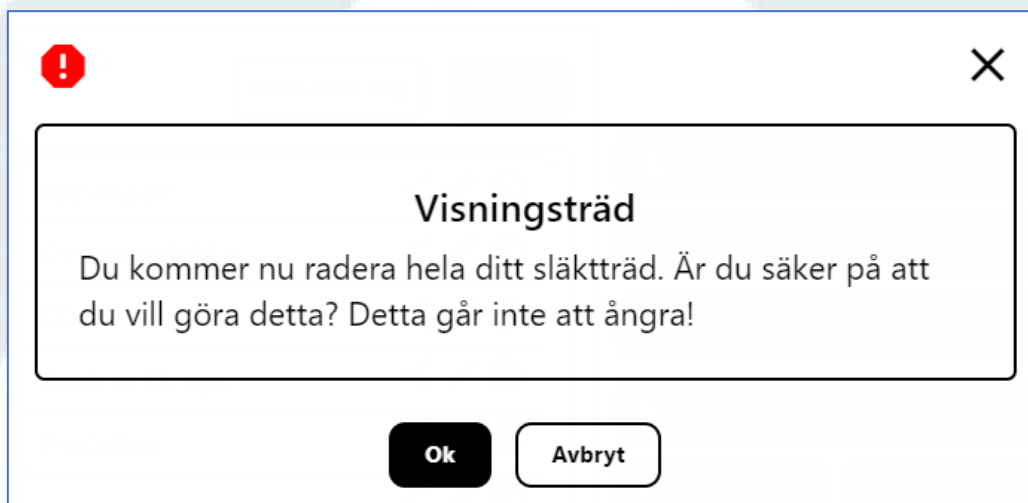 Visningsträd
Du kommer nu radera hela ditt släktträd. Är du säker på att
du vill göra detta? Detta går inte att ångra!
Ok
Avbryt